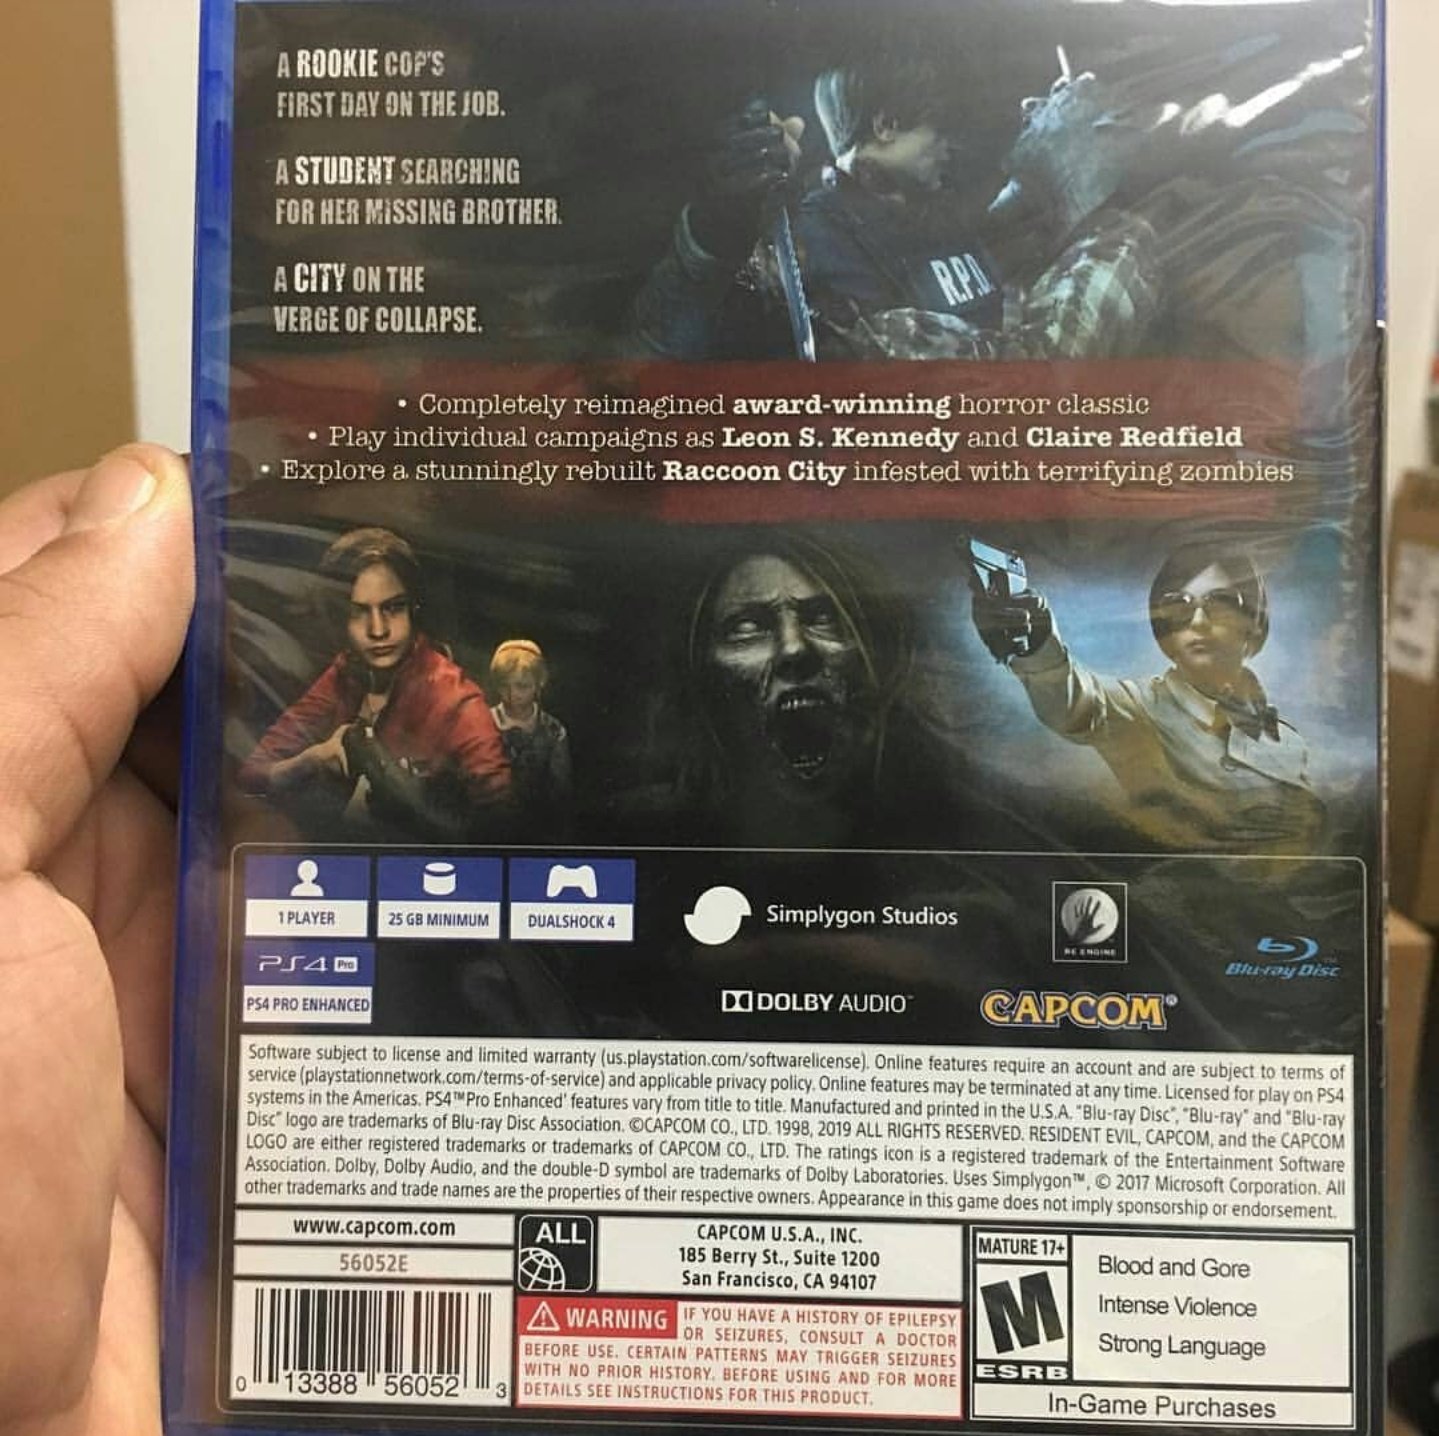 A ROOKIE COP'S
FIRST DAY ON THE JOB.
A STUDENT SEARCHING
FOR HER MISSING BROTHER.
A CITY ON THE
VERGE OF COLLAPSE.
R.P.D.
• Completely reimagined award-winning horror classic
• Play individual campaigns as Leon S. Kennedy and Claire Redfield
• Explore a stunningly rebuilt Raccoon City infested with terrifying zombies
1 PLAYER
25 GB MINIMUM
DUALSHOCK 4
Simplygon Studios
RE ENGINE
Blu-ray Disc™
PS4 Pro
PS4 PRO ENHANCED
DOLBY AUDIO™
CAPCOM®
Software subject to license and limited warranty (us.playstation.com/softwarelicense). Online features require an account and are subject to terms of
service (playstationnetwork.com/terms-of-service) and applicable privacy policy. Online features may be terminated at any time. Licensed for play on PS4
systems in the Americas. PS4™Pro Enhanced' features vary from title to title. Manufactured and printed in the U.S.A. "Blu-ray Disc", "Blu-ray" and "Blu-ray
Disc" logo are trademarks of Blu-ray Disc Association. ©CAPCOM CO., LTD. 1998, 2019 ALL RIGHTS RESERVED. RESIDENT EVIL, CAPCOM, and the CAPCOM
LOGO are either registered trademarks or trademarks of CAPCOM CO., LTD. The ratings icon is a registered trademark of the Entertainment Software
Association. Dolby, Dolby Audio, and the double-D symbol are trademarks of Dolby Laboratories. Uses Simplygon™, © 2017 Microsoft Corporation. All
other trademarks and trade names are the properties of their respective owners. Appearance in this game does not imply sponsorship or endorsement.
www.capcom.com
56052E
0 13388 56052 3
ALL
CAPCOM U.S.A., INC.
185 Berry St., Suite 1200
San Francisco, CA 94107
WARNING IF YOU HAVE A HISTORY OF EPILEPSY
OR SEIZURES, CONSULT A DOCTOR
BEFORE USE. CERTAIN PATTERNS MAY TRIGGER SEIZURES
WITH NO PRIOR HISTORY. BEFORE USING AND FOR MORE
DETAILS SEE INSTRUCTIONS FOR THIS PRODUCT.
MATURE 17+
M
ESRB
Blood and Gore
Intense Violence
Strong Language
In-Game Purchases